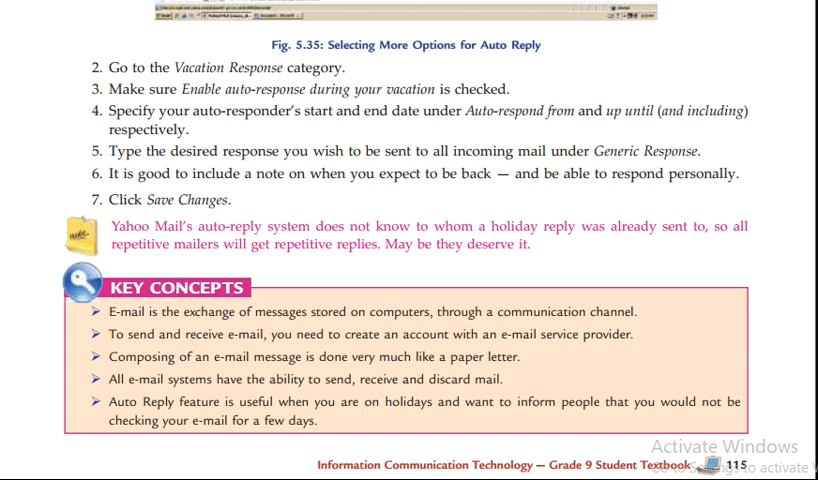 Fig. 5.35: Selecting More Options for Auto Reply
2. Go to the Vacation Response category.
3. Make sure Enable auto-response during your vacation is checked.
4. Specify your auto-responder's start and end date under Auto-respond from and up until (and including)
respectively.
5. Type the desired response you wish to be sent to all incoming mail under Generic Response.
6. It is good to include a note on when you expect to be back — and be able to respond personally.
7. Click Save Changes.
Yahoo Mail's auto-reply system does not know to whom a holiday reply was already sent to, so all
repetitive mailers will get repetitive replies. May be they deserve it.
KEY CONCEPTS
➤ E-mail is the exchange of messages stored on computers, through a communication channel.
➤ To send and receive e-mail, you need to create an account with an e-mail service provider.
➤ Composing of an e-mail message is done very much like a paper letter.
➤ All e-mail systems have the ability to send, receive and discard mail.
➤ Auto Reply feature is useful when you are on holidays and want to inform people that you would not be
checking your e-mail for a few days.
Activate Windows
Information Communication Technology — Grade 9 Student Textbook 115
to activate